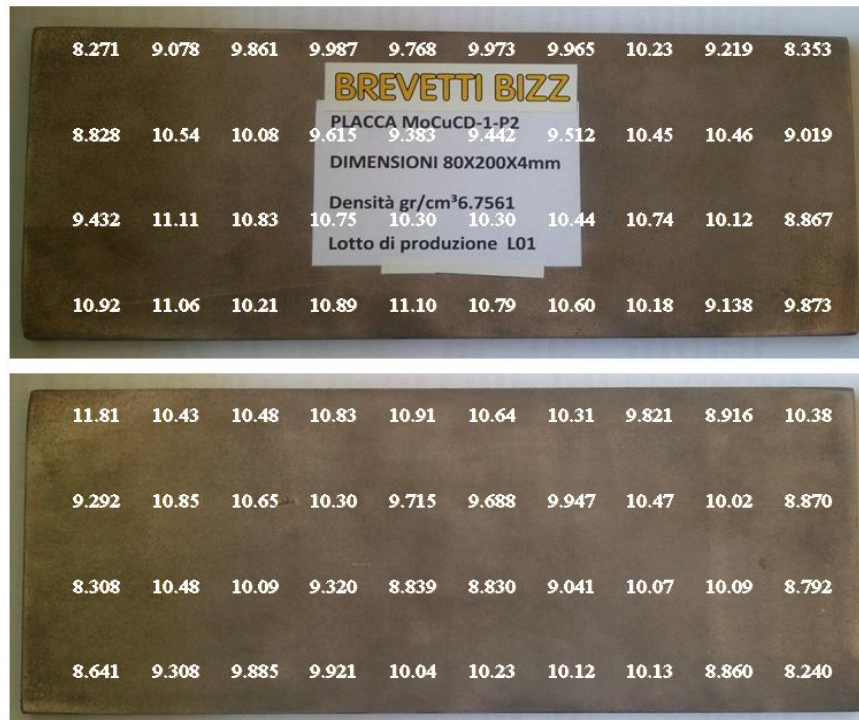 8.271 9.078 9.861 9.987 9.768 9.973 9.965 10.23 9.219 8.353
BREVETTI BIZZ
PLACCA MoCuCD-1-P2
8.828 10.54 10.08 9.615 9.383 9.442 9.512 10.45 10.46 9.019
DIMENSIONI 80X200X4mm
Densità gr/cm³6.7561
9.432 11.11 10.83 10.75 10.30 10.30 10.44 10.74 10.12 8.867
Lotto di produzione L01
10.92 11.06 10.21 10.89 11.10 10.79 10.60 10.18 9.138 9.873
11.81 10.43 10.48 10.83 10.91 10.64 10.31 9.821 8.916 10.38
9.292 10.85 10.65 10.30 9.715 9.688 9.947 10.47 10.02 8.870
8.308 10.48 10.09 9.320 8.839 8.830 9.041 10.07 10.09 8.792
8.641 9.308 9.885 9.921 10.04 10.23 10.12 10.13 8.860 8.240